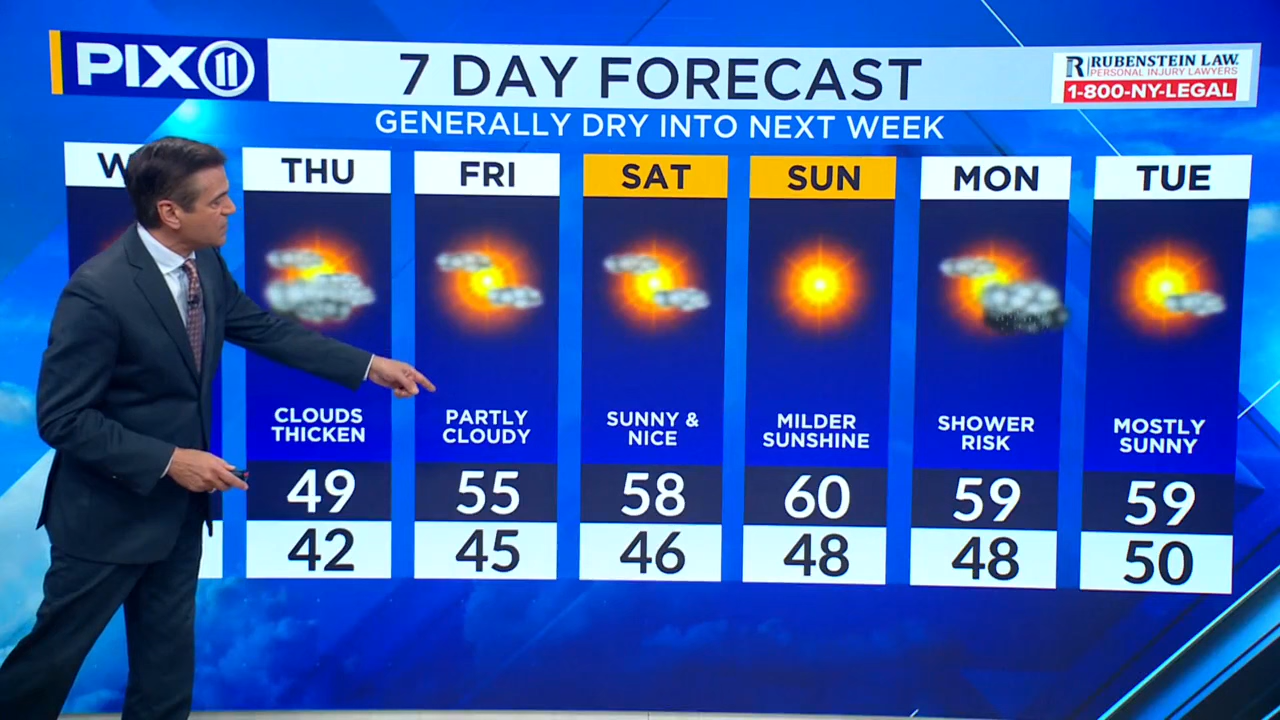 PIX 11
7 DAY FORECAST
R RUBENSTEIN LAW
PERSONAL INJURY LAWYERS
1-800-NY-LEGAL
GENERALLY DRY INTO NEXT WEEK
THU
FRI
SAT
SUN
MON
TUE
CLOUDS
THICKEN
PARTLY
CLOUDY
SUNNY &
NICE
MILDER
SUNSHINE
SHOWER
RISK
MOSTLY
SUNNY
49
55
58
60
59
59
42
45
46
48
48
50